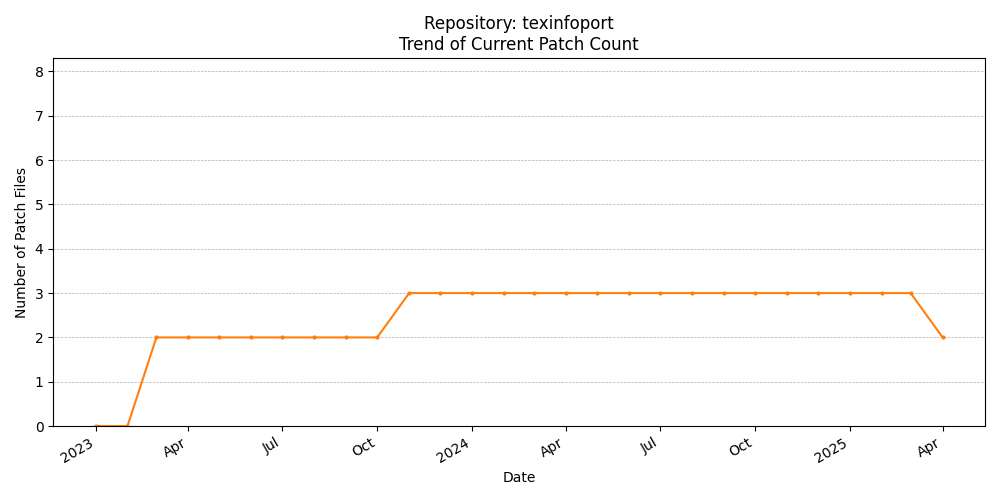 Repository: texinfoport
Trend of Current Patch Count
Number of Patch Files
8
7
6
5
4
3
2
1
0
2023
Apr
Jul
Oct
2024
Apr
Jul
Oct
2025
Apr
Date